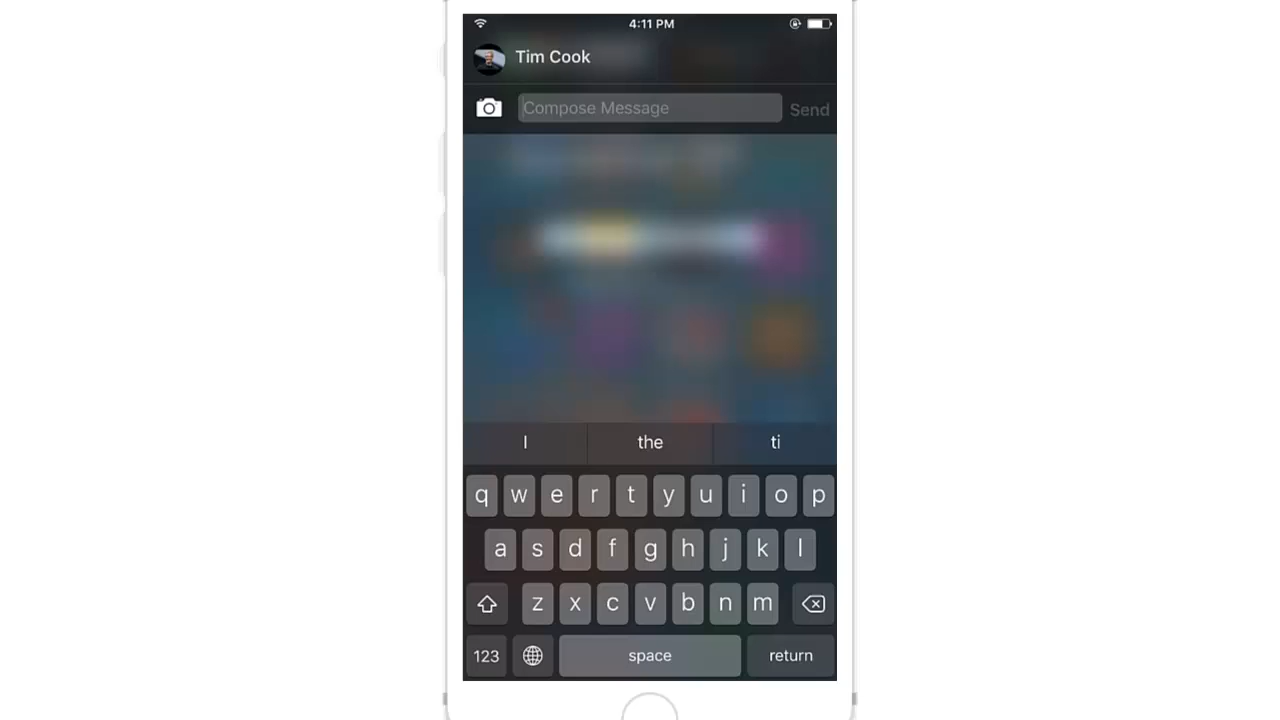 4:11 PM
Tim Cook
Compose Message Send
I the ti
q w e r t y u i o p
a s d f g h j k l
z x c v b n m
123 space return